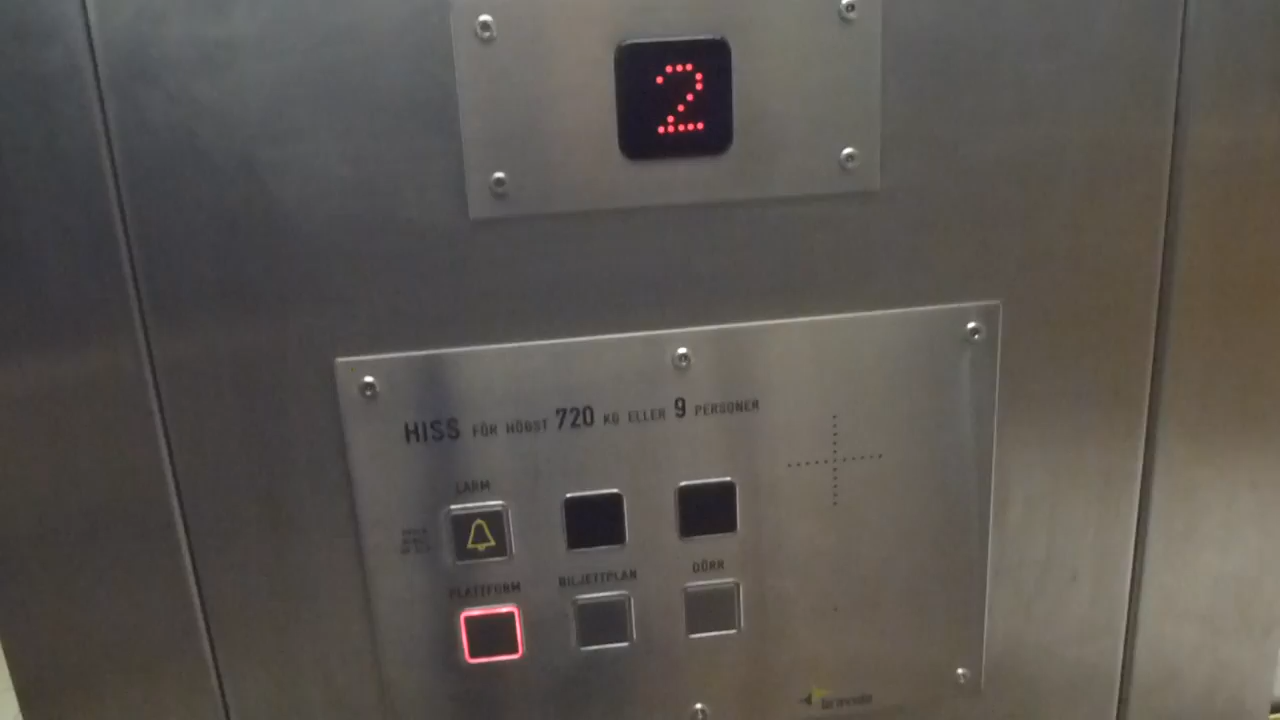 2
HISS FÖR HÖGST 720 KG ELLER 9 PERSONER
LARM
PLATTFORM BILJETTPLAN DÖRR